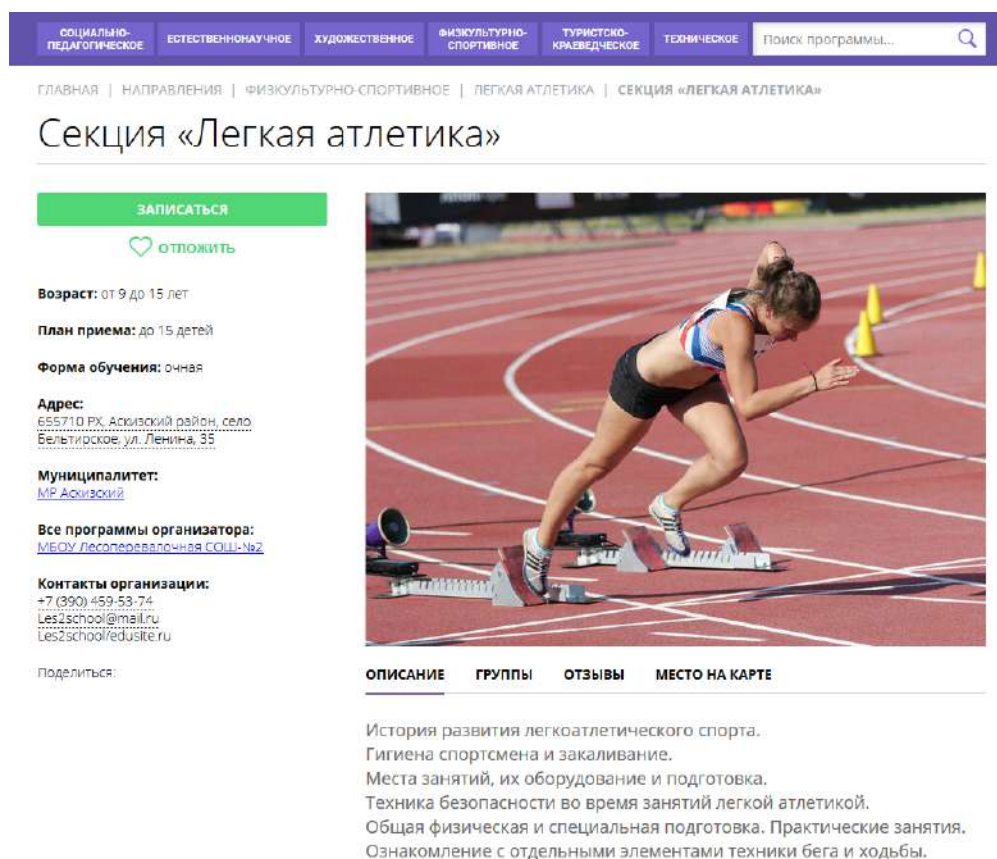 СОЦИАЛЬНО-
ПЕДАГОГИЧЕСКОЕ
ЕСТЕСТВЕННОНАУЧНОЕ
ХУДОЖЕСТВЕННОЕ
ФИЗКУЛЬТУРНО-
СПОРТИВНОЕ
ТУРИСТСКО-
КРАЕВЕДЧЕСКОЕ
ТЕХНИЧЕСКОЕ
Поиск программы...
ГЛАВНАЯ | НАПРАВЛЕНИЯ | ФИЗКУЛЬТУРНО-СПОРТИВНОЕ | ЛЕГКАЯ АТЛЕТИКА | СЕКЦИЯ «ЛЕГКАЯ АТЛЕТИКА»
Секция «Легкая атлетика»
ЗАПИСАТЬСЯ
ОТЛОЖИТЬ
Возраст: от 9 до 15 лет
План приема: до 15 детей
Форма обучения: очная
Адрес:
655710 РХ, Аскизский район, село
Бельтирское, ул. Ленина, 35
Муниципалитет:
МР Аскизский
Все программы организатора:
МБОУ Лесоперевалочная СОШ-№2
Контакты организации:
+7 (390) 459-53-74
Les2school@mail.ru
Les2school/edusite.ru
Поделиться:
ОПИСАНИЕ ГРУППЫ ОТЗЫВЫ МЕСТО НА КАРТЕ
История развития легкоатлетического спорта.
Гигиена спортсмена и закаливание.
Места занятий, их оборудование и подготовка.
Техника безопасности во время занятий легкой атлетикой.
Общая физическая и специальная подготовка. Практические занятия.
Ознакомление с отдельными элементами техники бега и ходьбы.